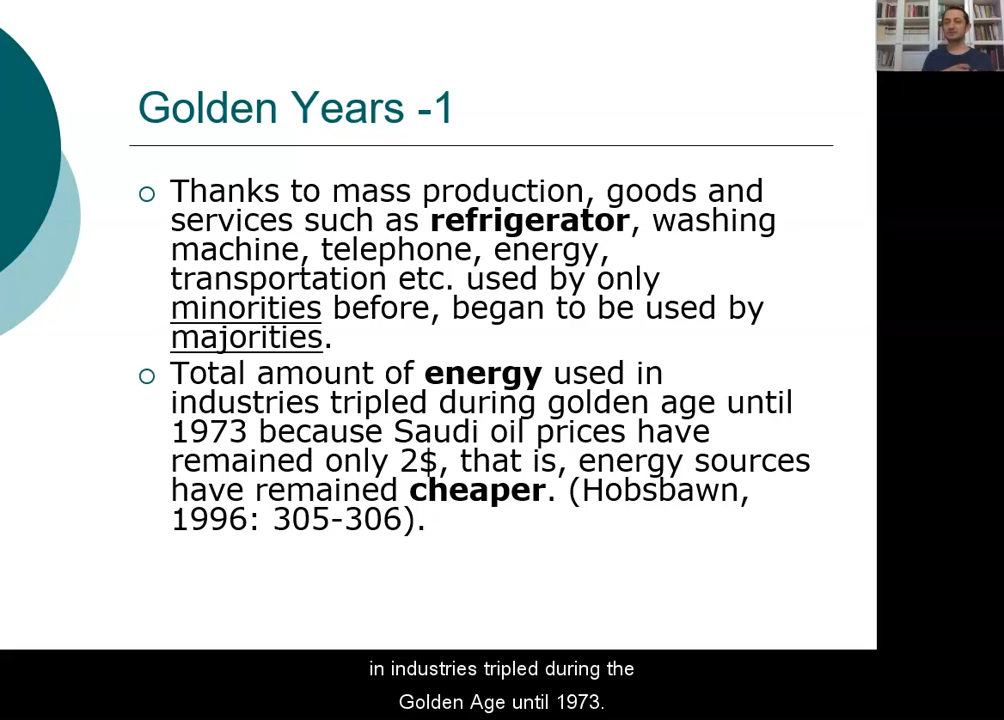 Golden Years -1
Thanks to mass production, goods and
services such as refrigerator, washing
machine, telephone, energy,
transportation etc. used by only
minorities before, began to be used by
majorities.
Total amount of energy used in
industries tripled during golden age until
1973 because Saudi oil prices have
remained only 2$, that is, energy sources
have remained cheaper. (Hobsbawn,
1996: 305-306).
in industries tripled during the
Golden Age until 1973.